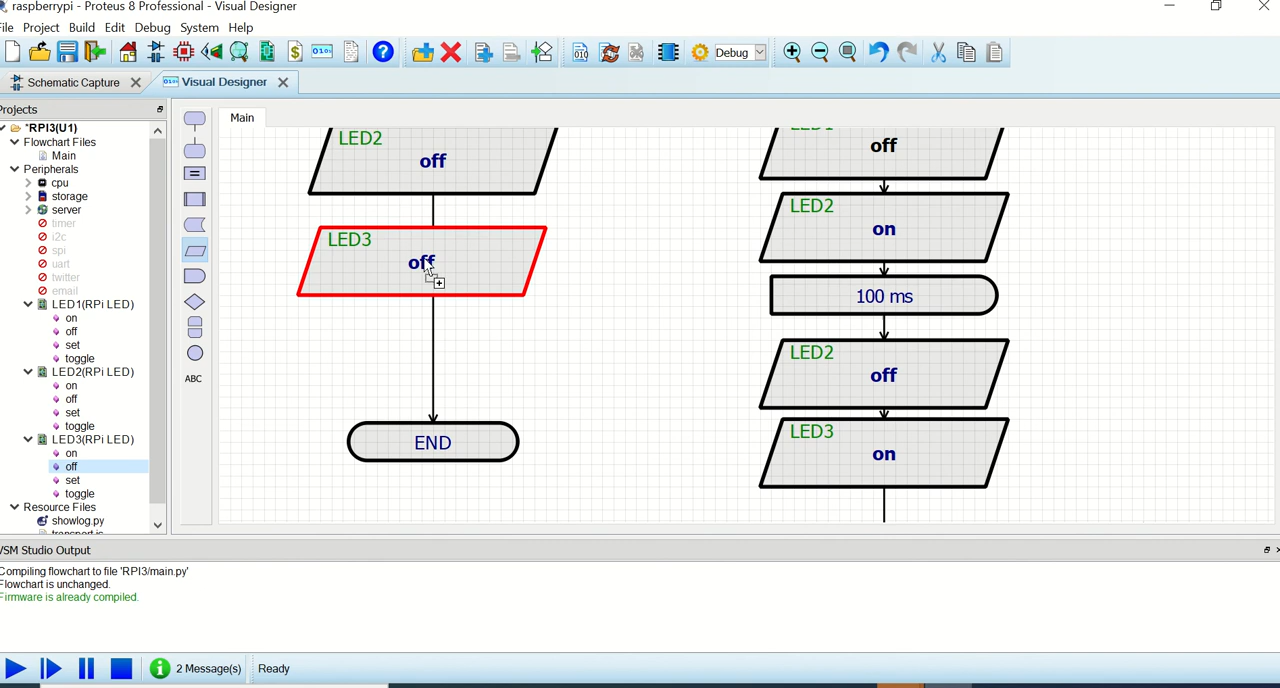 raspberrypi - Proteus 8 Professional - Visual Designer
File Project Build Edit Debug System Help
Debug
Schematic Capture
Visual Designer
Projects
*RPI3(U1)
Flowchart Files
Main
Peripherals
cpu
storage
server
timer
i2c
spi
uart
twitter
email
LED1(RPi LED)
on
off
set
toggle
LED2(RPi LED)
on
off
set
toggle
LED3(RPi LED)
on
off
set
toggle
Resource Files
showlog.py
ABC
Main
LED2
off
LED3
off
END
LED1
off
LED2
on
100 ms
LED2
off
LED3
on
VSM Studio Output
Compiling flowchart to file 'RPI3/main.py'
Flowchart is unchanged.
Firmware is already compiled.
2 Message(s)
Ready